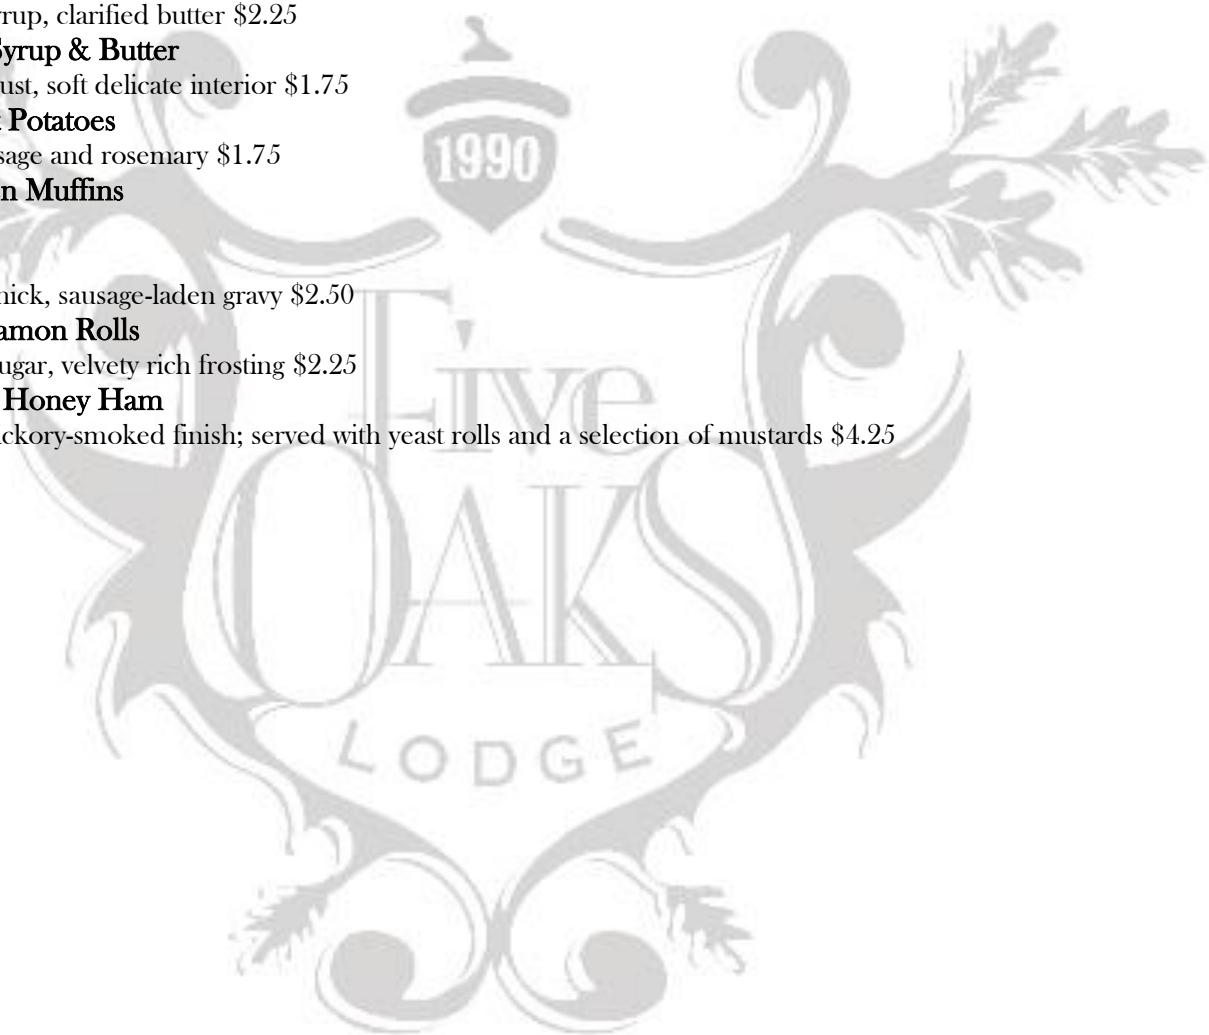 rup, clarified butter $2.25
Syrup & Butter
ust, soft delicate interior $1.75
Potatoes
sage and rosemary $1.75
n Muffins
hick, sausage-laden gravy $2.50
amon Rolls
ugar, velvety rich frosting $2.25
Honey Ham
ickory-smoked finish; served with yeast rolls and a selection of mustards $4.25
1990
Five
OAKS
LODGE